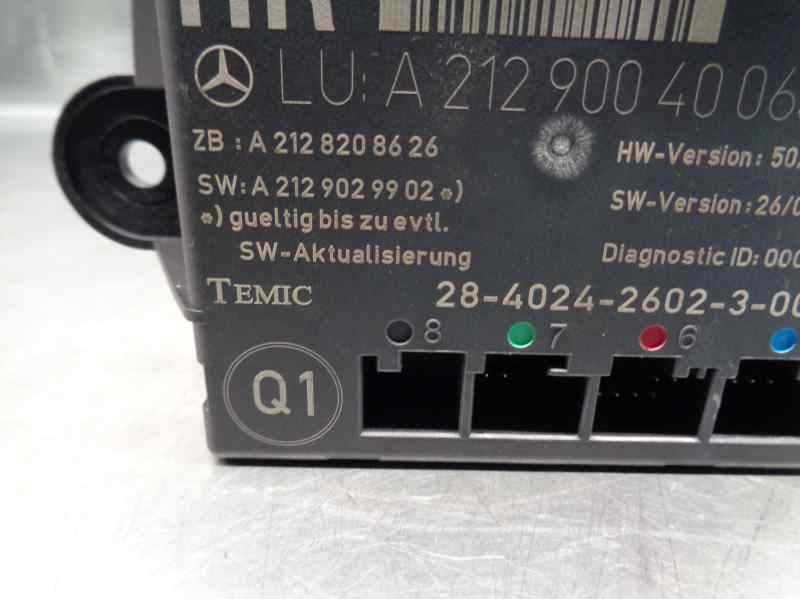 HR
LU: A 212 900 40 06
ZB : A 212 820 86 26
HW-Version: 50
SW: A 212 902 99 02 *)
SW-Version: 26/0
*) gueltig bis zu evtl.
SW-Aktualisierung
Diagnostic ID: 000
TEMIC
28-4024-2602-3-00
8 7 6
Q1